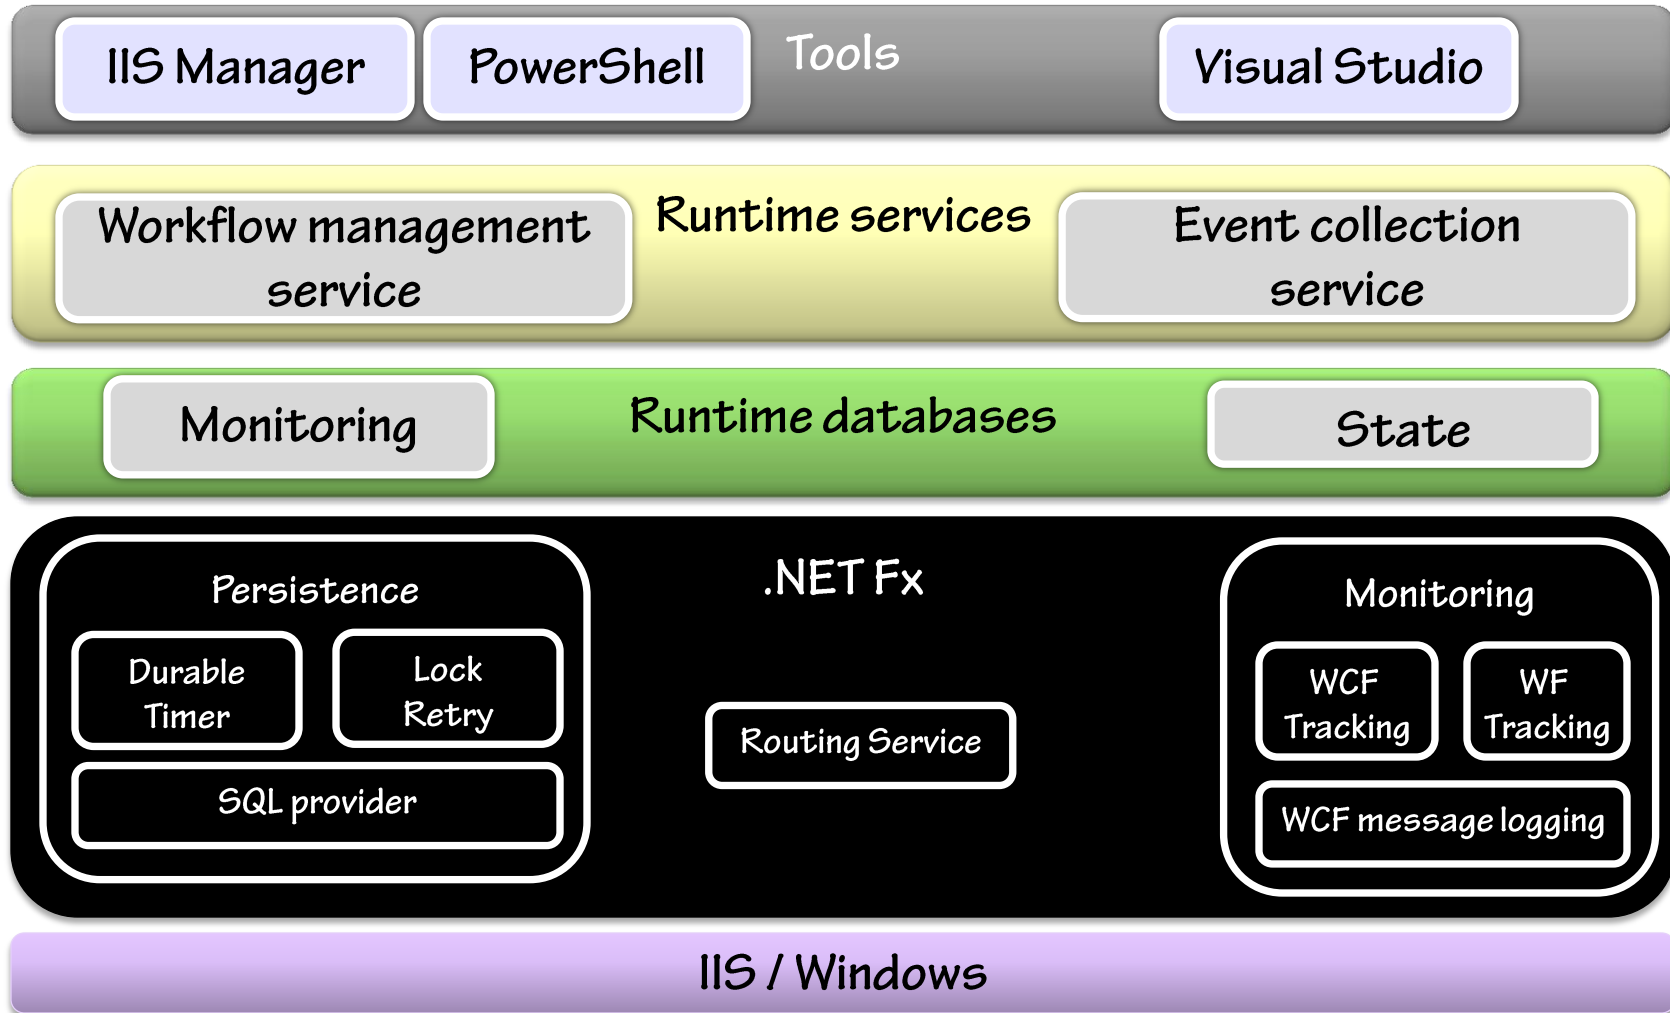 IIS Manager
PowerShell
Tools
Visual Studio
Workflow management
service
Runtime services
Event collection
service
Monitoring
Runtime databases
State
.NET Fx
Persistence
Durable
Timer
Lock
Retry
SQL provider
Routing Service
Monitoring
WCF
Tracking
WF
Tracking
WCF message logging
IIS / Windows